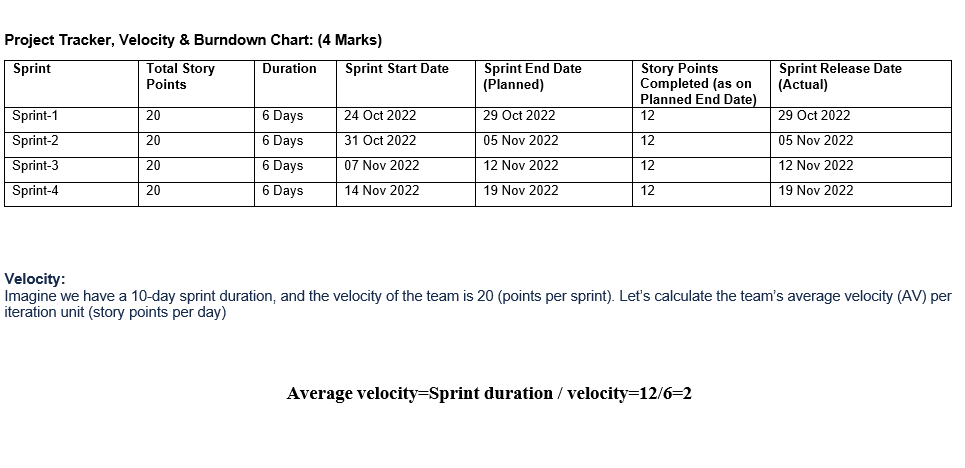 Project Tracker, Velocity & Burndown Chart: (4 Marks)
Sprint Total Story Points Duration Sprint Start Date Sprint End Date (Planned) Story Points Completed (as on Planned End Date) Sprint Release Date (Actual)
Sprint-1 20 6 Days 24 Oct 2022 29 Oct 2022 12 29 Oct 2022
Sprint-2 20 6 Days 31 Oct 2022 05 Nov 2022 12 05 Nov 2022
Sprint-3 20 6 Days 07 Nov 2022 12 Nov 2022 12 12 Nov 2022
Sprint-4 20 6 Days 14 Nov 2022 19 Nov 2022 12 19 Nov 2022
Velocity:
Imagine we have a 10-day sprint duration, and the velocity of the team is 20 (points per sprint). Let's calculate the team's average velocity (AV) per
iteration unit (story points per day)
Average velocity=Sprint duration / velocity=12/6=2